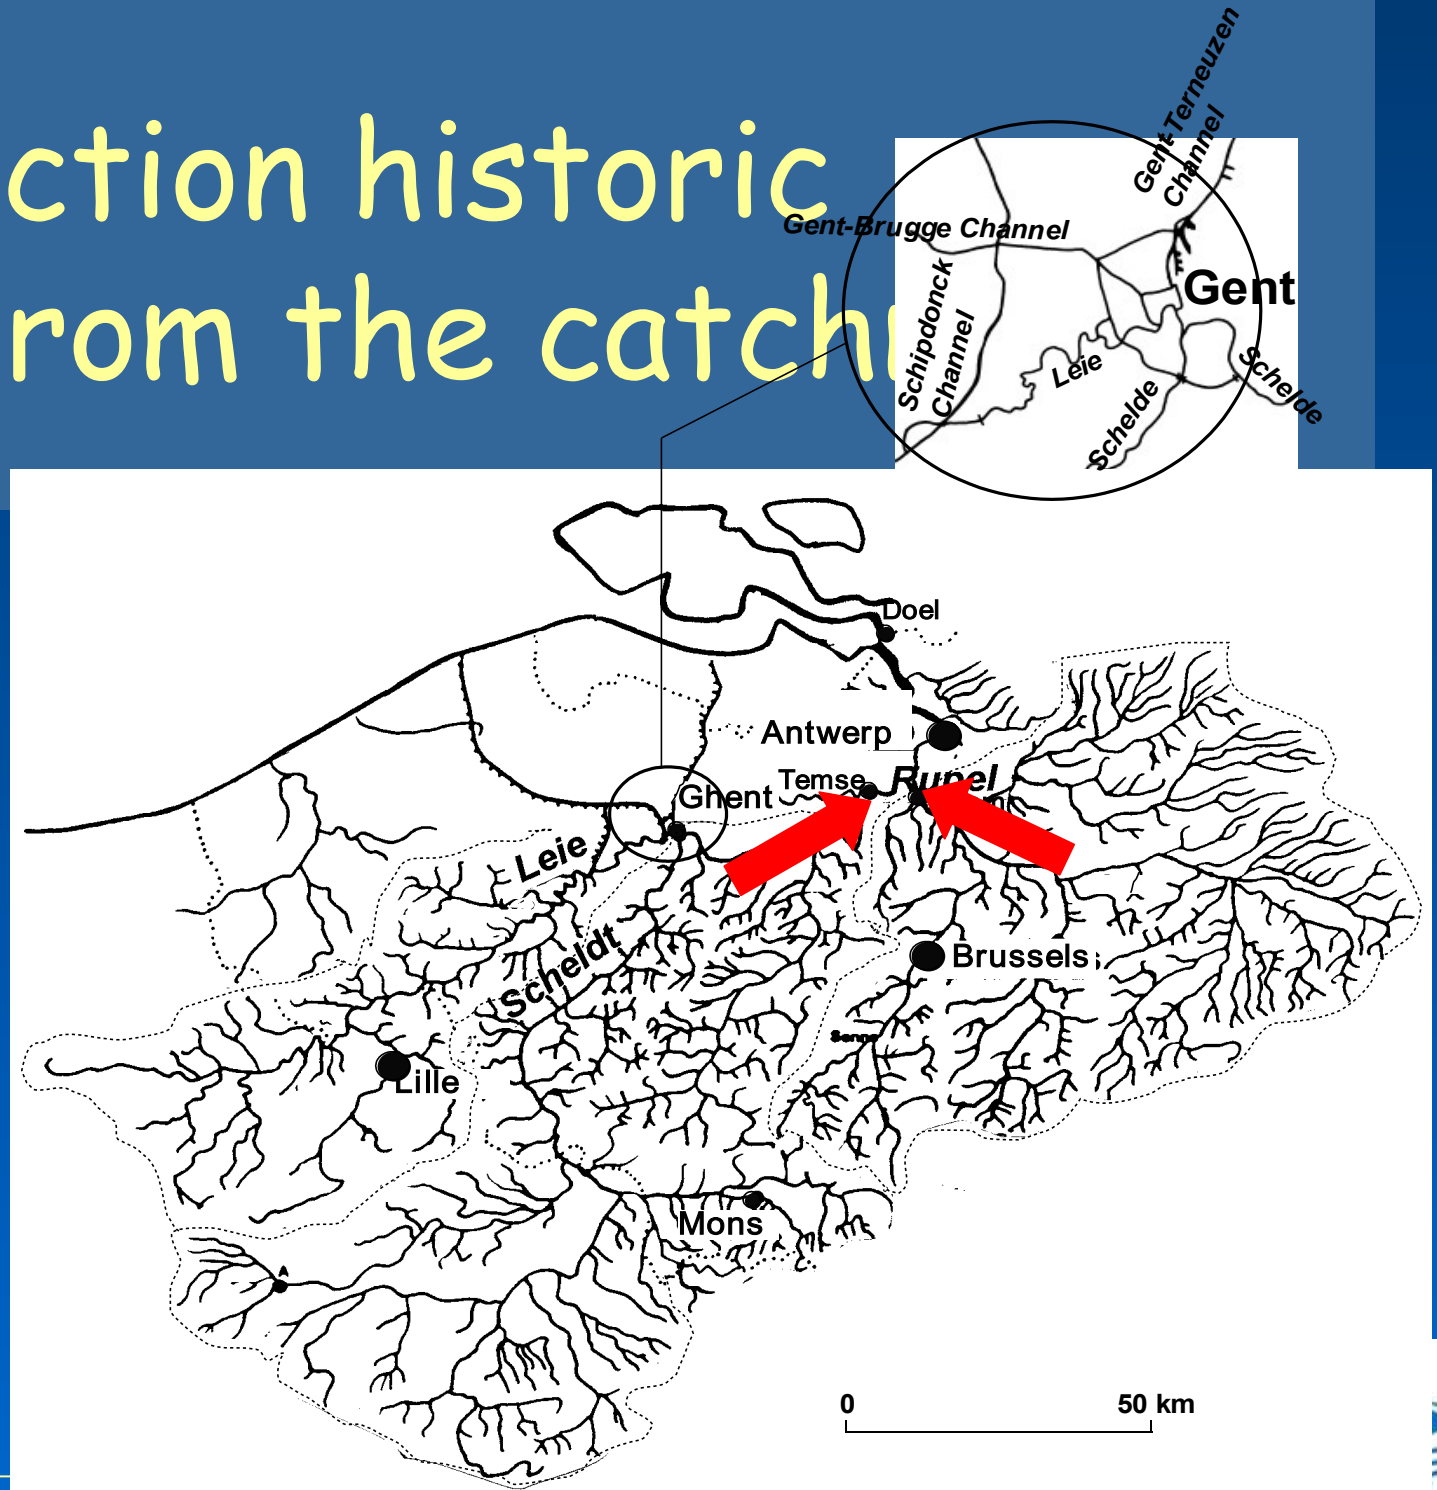 ction historic
rom the catch
Gent-Terneuzen
Channel
Gent-Brugge Channel
Schipdonck
Channel
Gent
Leie
Schelde
Schelde
Doel
Antwerp
Temse
Rupel
Ghent
Leie
Scheldt
Brussels
Senne
Lille
Mons
A
0
50 km